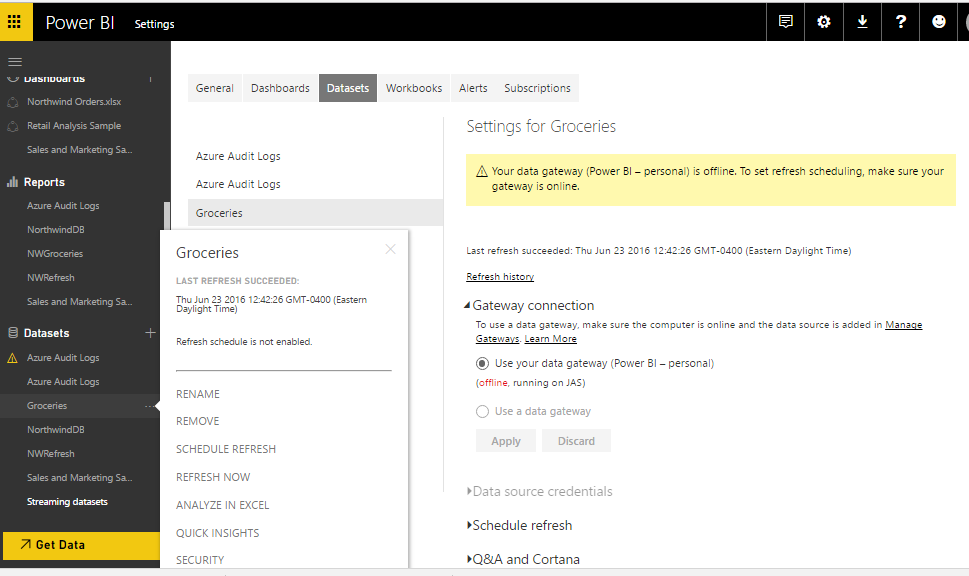 Power BI Settings
Dashboards
Northwind Orders.xlsx
Retail Analysis Sample
Sales and Marketing Sa...
Reports
Azure Audit Logs
NorthwindDB
NWGroceries
NWRefresh
Sales and Marketing Sa...
Datasets
Azure Audit Logs
Azure Audit Logs
Groceries
NorthwindDB
NWRefresh
Sales and Marketing Sa...
Streaming datasets
Get Data
General Dashboards Datasets Workbooks Alerts Subscriptions
Azure Audit Logs
Azure Audit Logs
Groceries
Groceries
LAST REFRESH SUCCEEDED:
Thu Jun 23 2016 12:42:26 GMT-0400 (Eastern
Daylight Time)
Refresh schedule is not enabled.
RENAME
REMOVE
SCHEDULE REFRESH
REFRESH NOW
ANALYZE IN EXCEL
QUICK INSIGHTS
SECURITY
Settings for Groceries
Your data gateway (Power BI – personal) is offline. To set refresh scheduling, make sure your
gateway is online.
Last refresh succeeded: Thu Jun 23 2016 12:42:26 GMT-0400 (Eastern Daylight Time)
Refresh history
Gateway connection
To use a data gateway, make sure the computer is online and the data source is added in Manage
Gateways. Learn More
Use your data gateway (Power BI – personal)
(offline, running on JAS)
Use a data gateway
Apply Discard
Data source credentials
Schedule refresh
Q&A and Cortana